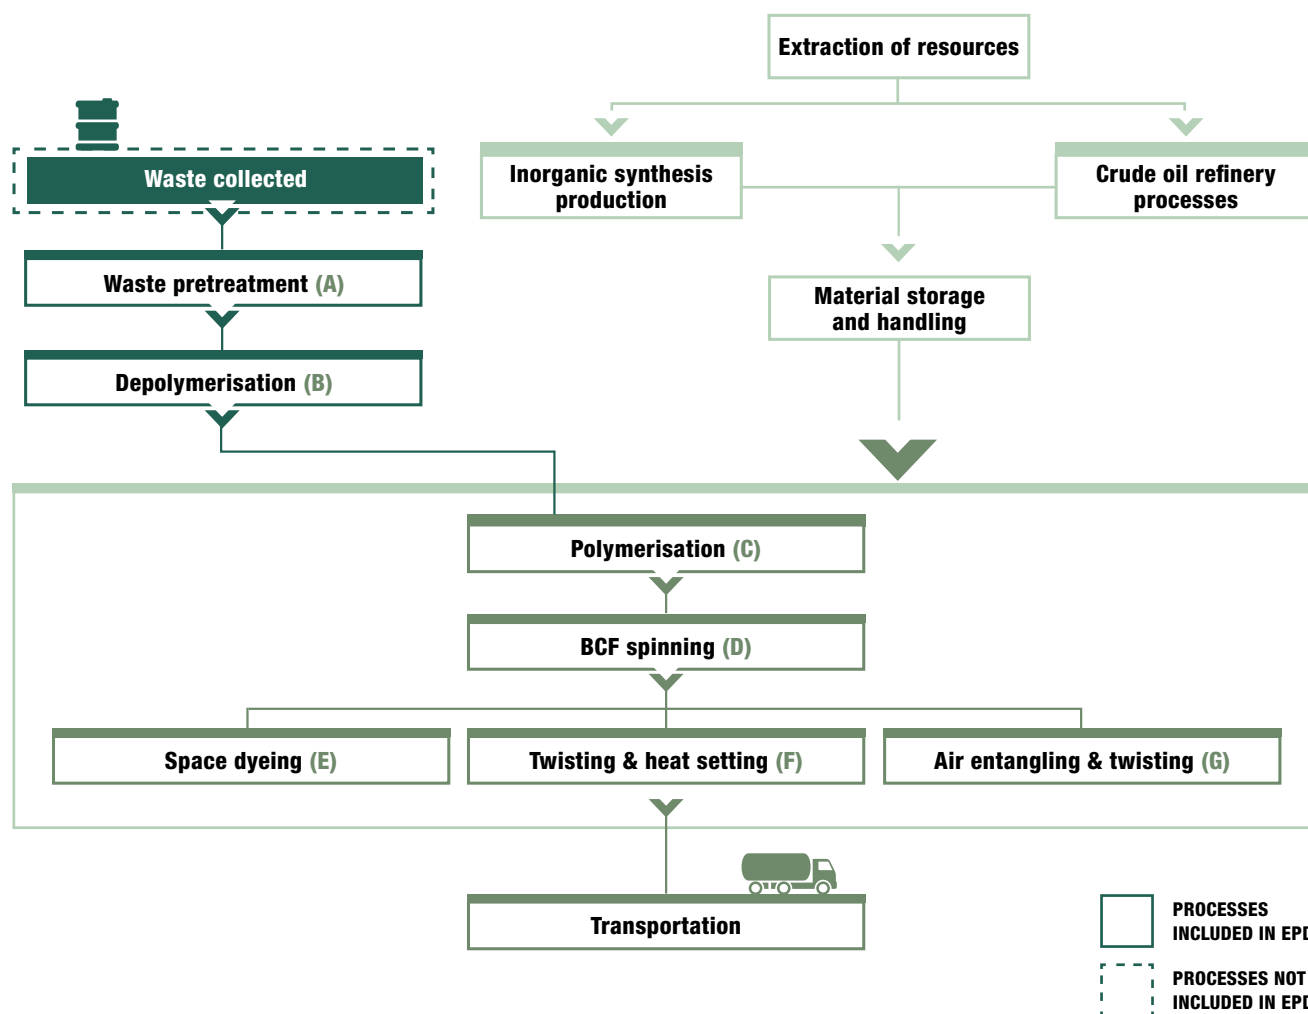 Extraction of resources
Waste collected
Inorganic synthesis
production
Crude oil refinery
processes
Waste pretreatment (A)
Material storage
and handling
Depolymerisation (B)
Polymerisation (C)
BCF spinning (D)
Space dyeing (E)
Twisting & heat setting (F)
Air entangling & twisting (G)
Transportation
PROCESSES
INCLUDED IN EPD
PROCESSES NOT
INCLUDED IN EPD